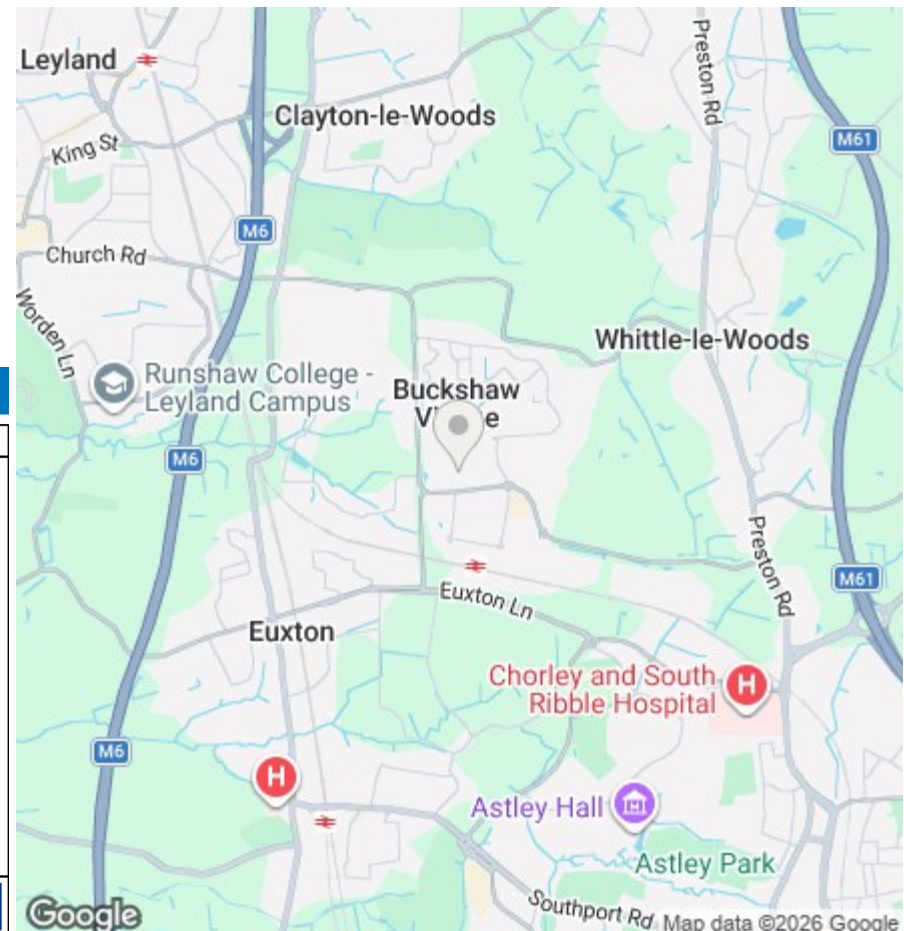 Leyland
Preston Rd
Clayton-le-Woods
M61
King St
M6
Church Rd
Worden Ln
Whittle-le-Woods
Runshaw College -
Leyland Campus
Buckshaw
M6
Preston Rd
M61
Euxton Ln
Euxton
Chorley and South
Ribble Hospital
H
M6
H
Astley Hall
Astley Park
Southport Rd
Google
Map data ©2026 Google